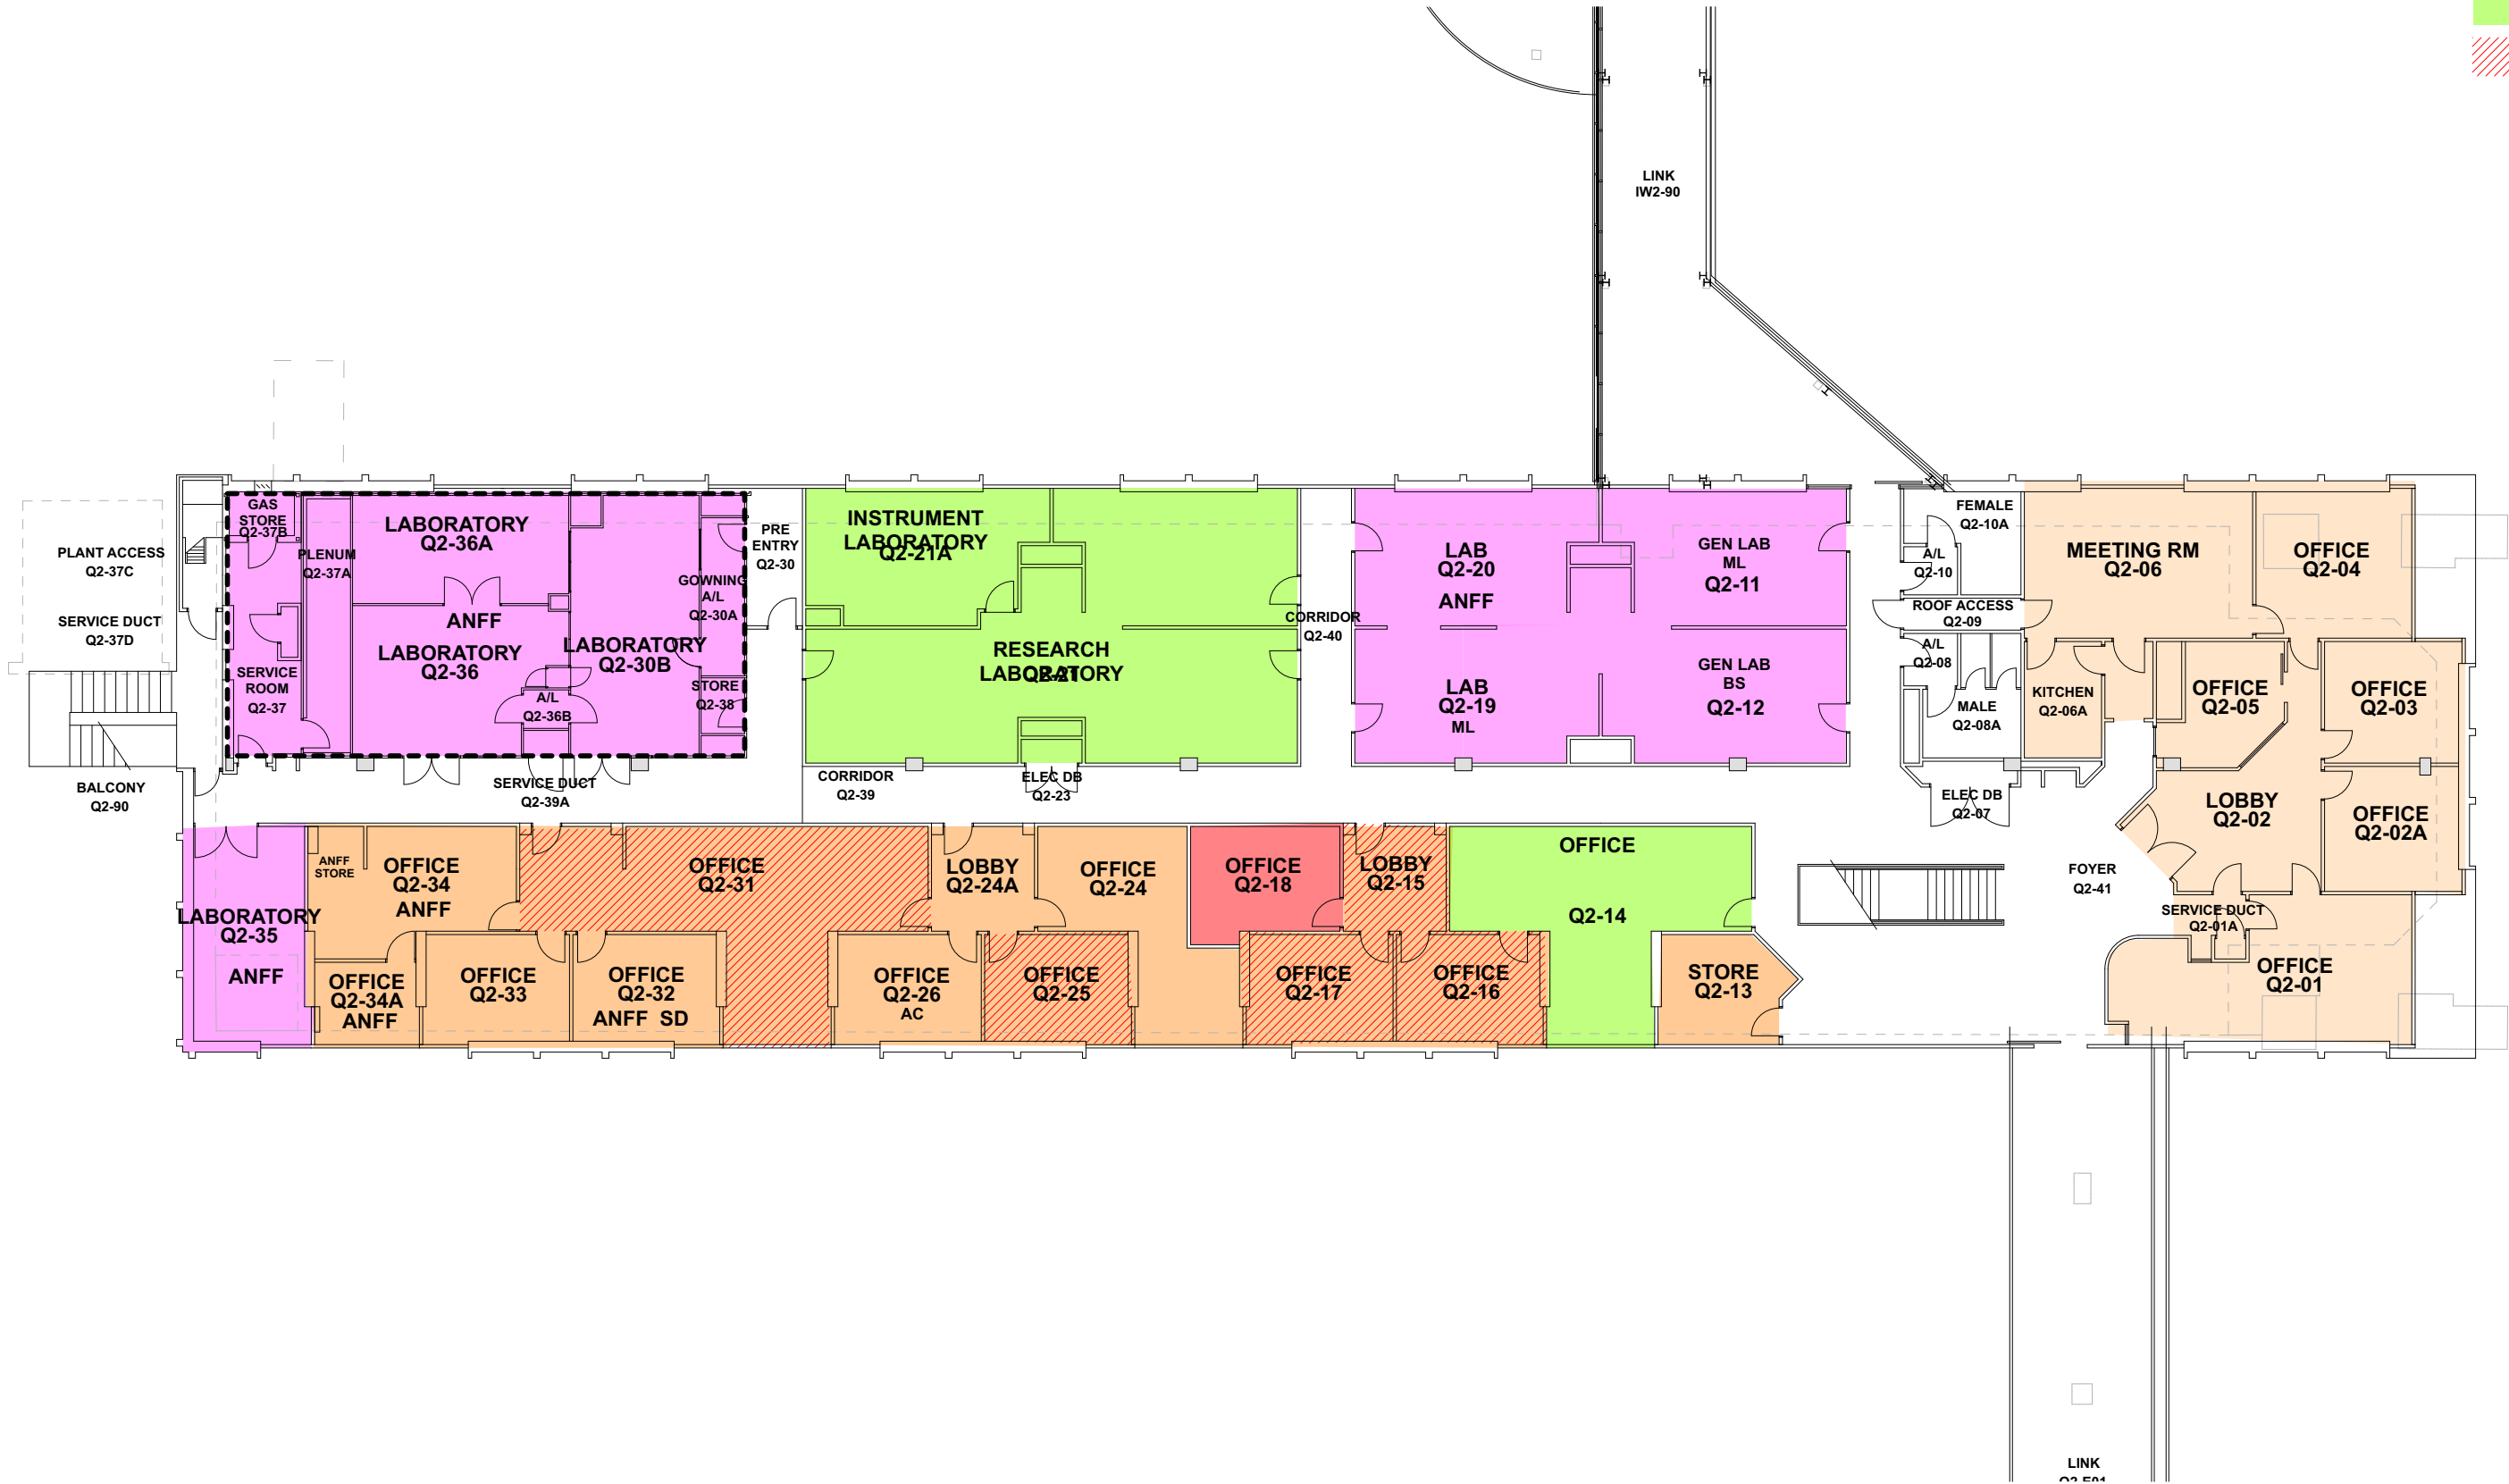 LINK
IW2-90
GAS
STORE
Q2-37B
PLENUM
Q2-37A
LABORATORY
Q2-36A
PLANT ACCESS
Q2-37C
SERVICE DUCT
Q2-37D
SERVICE
ROOM
Q2-37
ANFF
LABORATORY
Q2-36
LABORATORY
Q2-30B
GOWNING
A/L
Q2-30A
STORE
Q2-38
A/L
Q2-36B
PRE
ENTRY
Q2-30
BALCONY
Q2-90
SERVICE DUCT
Q2-39A
CORRIDOR
Q2-39
ELEC DB
Q2-23
INSTRUMENT
LABORATORY
Q2-21A
RESEARCH
LABORATORY
Q2-21
CORRIDOR
Q2-40
LAB
Q2-20
ANFF
LAB
Q2-19
ML
GEN LAB
ML
Q2-11
GEN LAB
BS
Q2-12
FEMALE
Q2-10A
A/L
Q2-10
ROOF ACCESS
Q2-09
A/L
Q2-08
MALE
Q2-08A
KITCHEN
Q2-06A
MEETING RM
Q2-06
OFFICE
Q2-04
OFFICE
Q2-05
OFFICE
Q2-03
ELEC DB
Q2-07
LOBBY
Q2-02
OFFICE
Q2-02A
FOYER
Q2-41
SERVICE DUCT
Q2-01A
OFFICE
Q2-01
LABORATORY
Q2-35
ANFF
ANFF
STORE
OFFICE
Q2-34
ANFF
OFFICE
Q2-34A
ANFF
OFFICE
Q2-33
OFFICE
Q2-32
ANFF SD
OFFICE
Q2-31
LOBBY
Q2-24A
OFFICE
Q2-24
OFFICE
Q2-26
AC
OFFICE
Q2-25
OFFICE
Q2-18
LOBBY
Q2-15
OFFICE
Q2-17
OFFICE
Q2-16
OFFICE
Q2-14
STORE
Q2-13
LINK